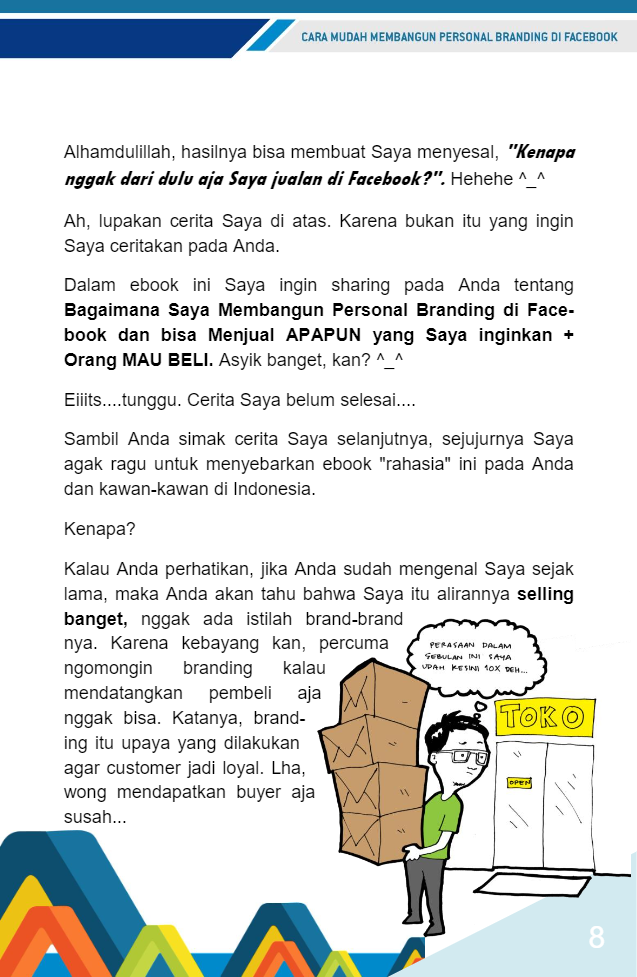 CARA MUDAH MEMBANGUN PERSONAL BRANDING DI FACEBOOK
Alhamdulillah, hasilnya bisa membuat Saya menyesal, "Kenapa
nggak dari dulu aja Saya jualan di Facebook?". Hehehe ^_^
Ah, lupakan cerita Saya di atas. Karena bukan itu yang ingin
Saya ceritakan pada Anda.
Dalam ebook ini Saya ingin sharing pada Anda tentang
Bagaimana Saya Membangun Personal Branding di Face-
book dan bisa Menjual APAPUN yang Saya inginkan +
Orang MAU BELI. Asyik banget, kan? ^_^
Eiiits....tunggu. Cerita Saya belum selesai....
Sambil Anda simak cerita Saya selanjutnya, sejujurnya Saya
agak ragu untuk menyebarkan ebook "rahasia" ini pada Anda
dan kawan-kawan di Indonesia.
Kenapa?
Kalau Anda perhatikan, jika Anda sudah mengenal Saya sejak
lama, maka Anda akan tahu bahwa Saya itu alirannya selling
banget, nggak ada istilah brand-brand
nya. Karena kebayang kan, percuma
ngomongin branding kalau
mendatangkan pembeli aja
nggak bisa. Katanya, brand-
ing itu upaya yang dilakukan
agar customer jadi loyal. Lha,
wong mendapatkan buyer aja
susah...
PERASAAN DALAM
SEBULAN INI SAYA
UDAH KESINI 10X DEH...
TOKO
OPEN
8